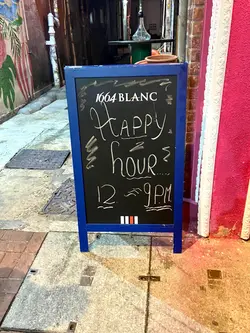 1664 BLANC
HAPPY
hour....
12 - 9PM